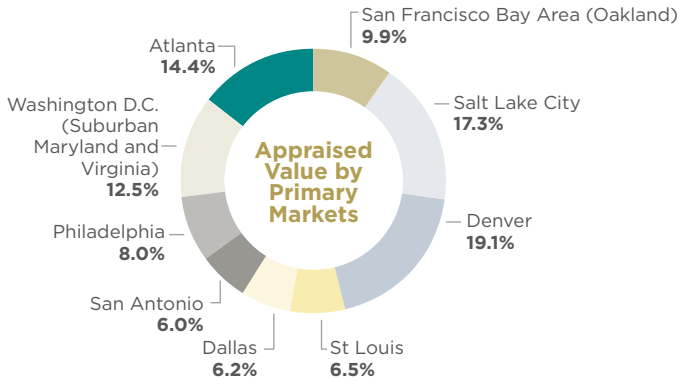 San Francisco Bay Area (Oakland)
9.9%
Salt Lake City
17.3%
Denver
19.1%
St Louis
6.5%
Dallas
6.2%
San Antonio
6.0%
Philadelphia
8.0%
Washington D.C.
(Suburban
Maryland and
Virginia)
12.5%
Atlanta
14.4%
Appraised
Value by
Primary
Markets